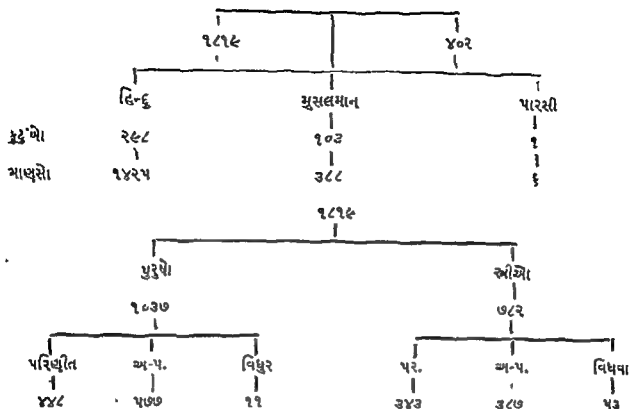 ૧૮૧૯ ૪૦૨
હિન્દુ મુસલમાન પારસી
કુટુંબો ૨૯૮ ૧૦૩ ૧
માણસો ૧૪૨૫ ૩૮૮ ૬
૧૮૧૯
પુરુષો સ્ત્રીઓ
૧૦૩૭ ૭૮૨
પરિણીત અ-પ. વિધુર પર. અ-પ. વિધવા
૪૪૮ ૫૭૭ ૧૧ ૩૪૩ ૩૮૭ ૫૩